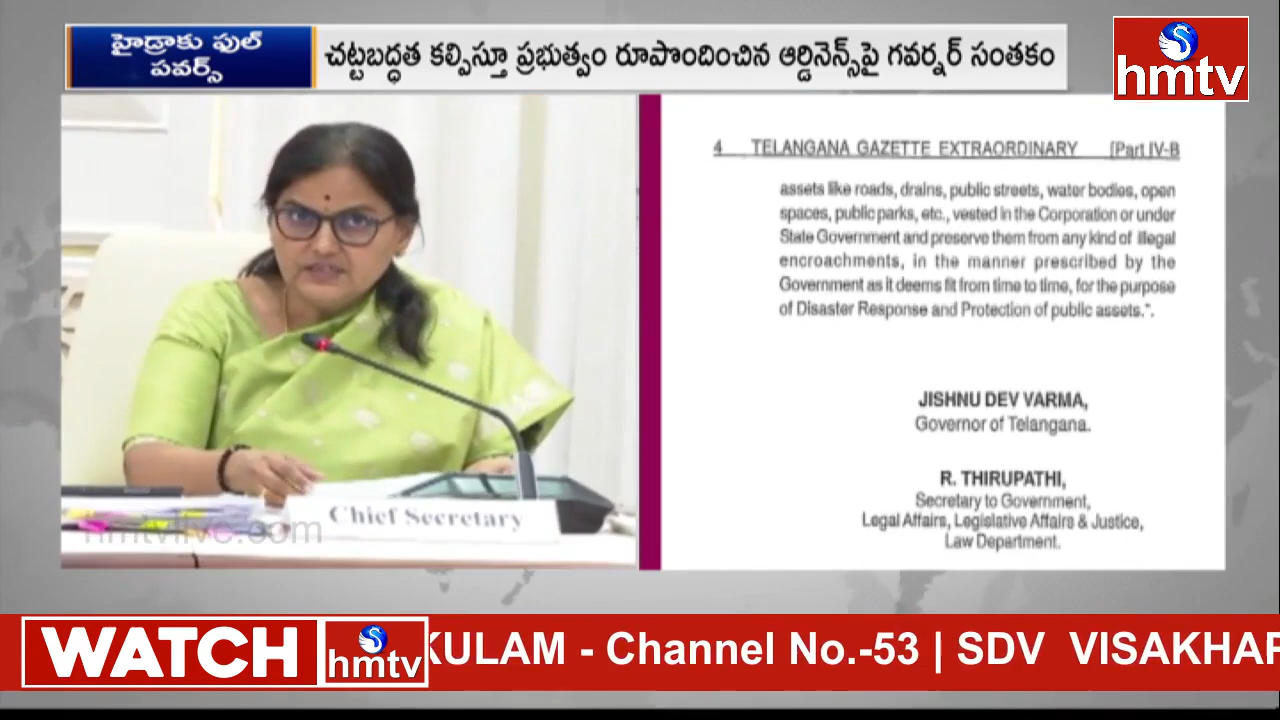 హైడ్రాకు ఫుల్
పవర్స్
చట్టబద్ధత కల్పిస్తూ ప్రభుత్వం రూపొందించిన ఆర్డినెన్స్‌పై గవర్నర్ సంతకం
hmtv
4 TELANGANA GAZETTE EXTRAORDINARY [Part IV-B
assets like roads, drains, public streets, water bodies, open
spaces, public parks, etc., vested in the Corporation or under
State Government and preserve them from any kind of illegal
encroachments, in the manner prescribed by the
Government as it deems fit from time to time, for the purpose
of Disaster Response and Protection of public assets.".
JISHNU DEV VARMA,
Governor of Telangana.
R. THIRUPATHI,
Secretary to Government,
Legal Affairs, Legislative Affairs & Justice,
Law Department.
Chief Secretary
hmtvlive.com
WATCH hmtv KULAM - Channel No.-53 | SDV VISAKHAP